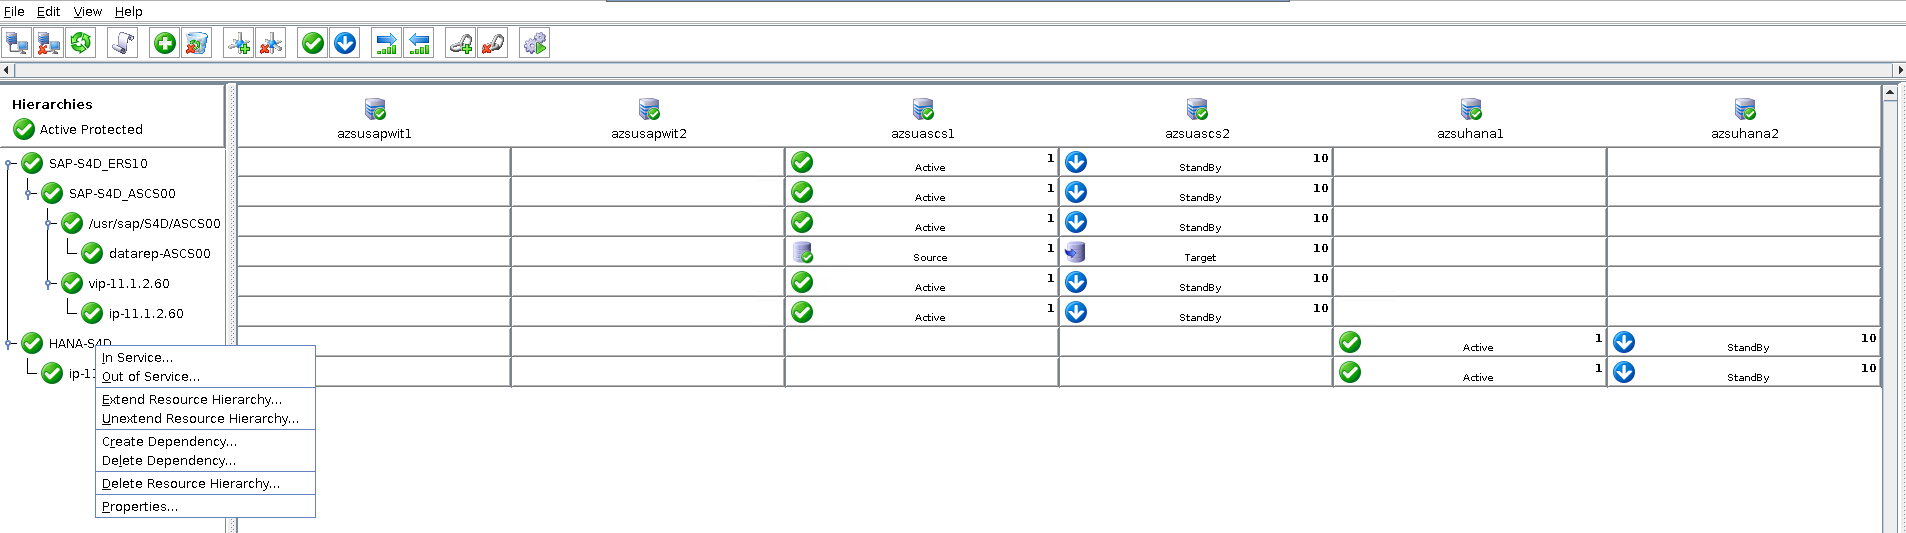 File Edit View Help
Hierarchies
Active Protected
azsusapwit1 azsusapwit2 azsuascs1 azsuascs2 azsuhana1 azsuhana2
SAP-S4D_ERS10 Active 1 StandBy 10
SAP-S4D_ASCS00 Active 1 StandBy 10
/usr/sap/S4D/ASCS00 Active 1 StandBy 10
datarep-ASCS00 Source 1 Target 10
vip-11.1.2.60 Active 1 StandBy 10
ip-11.1.2.60 Active 1 StandBy 10
HANA-S4D Active 1 StandBy 10
ip-11 Active 1 StandBy 10
In Service...
Out of Service...
Extend Resource Hierarchy...
Unextend Resource Hierarchy...
Create Dependency...
Delete Dependency...
Delete Resource Hierarchy...
Properties...